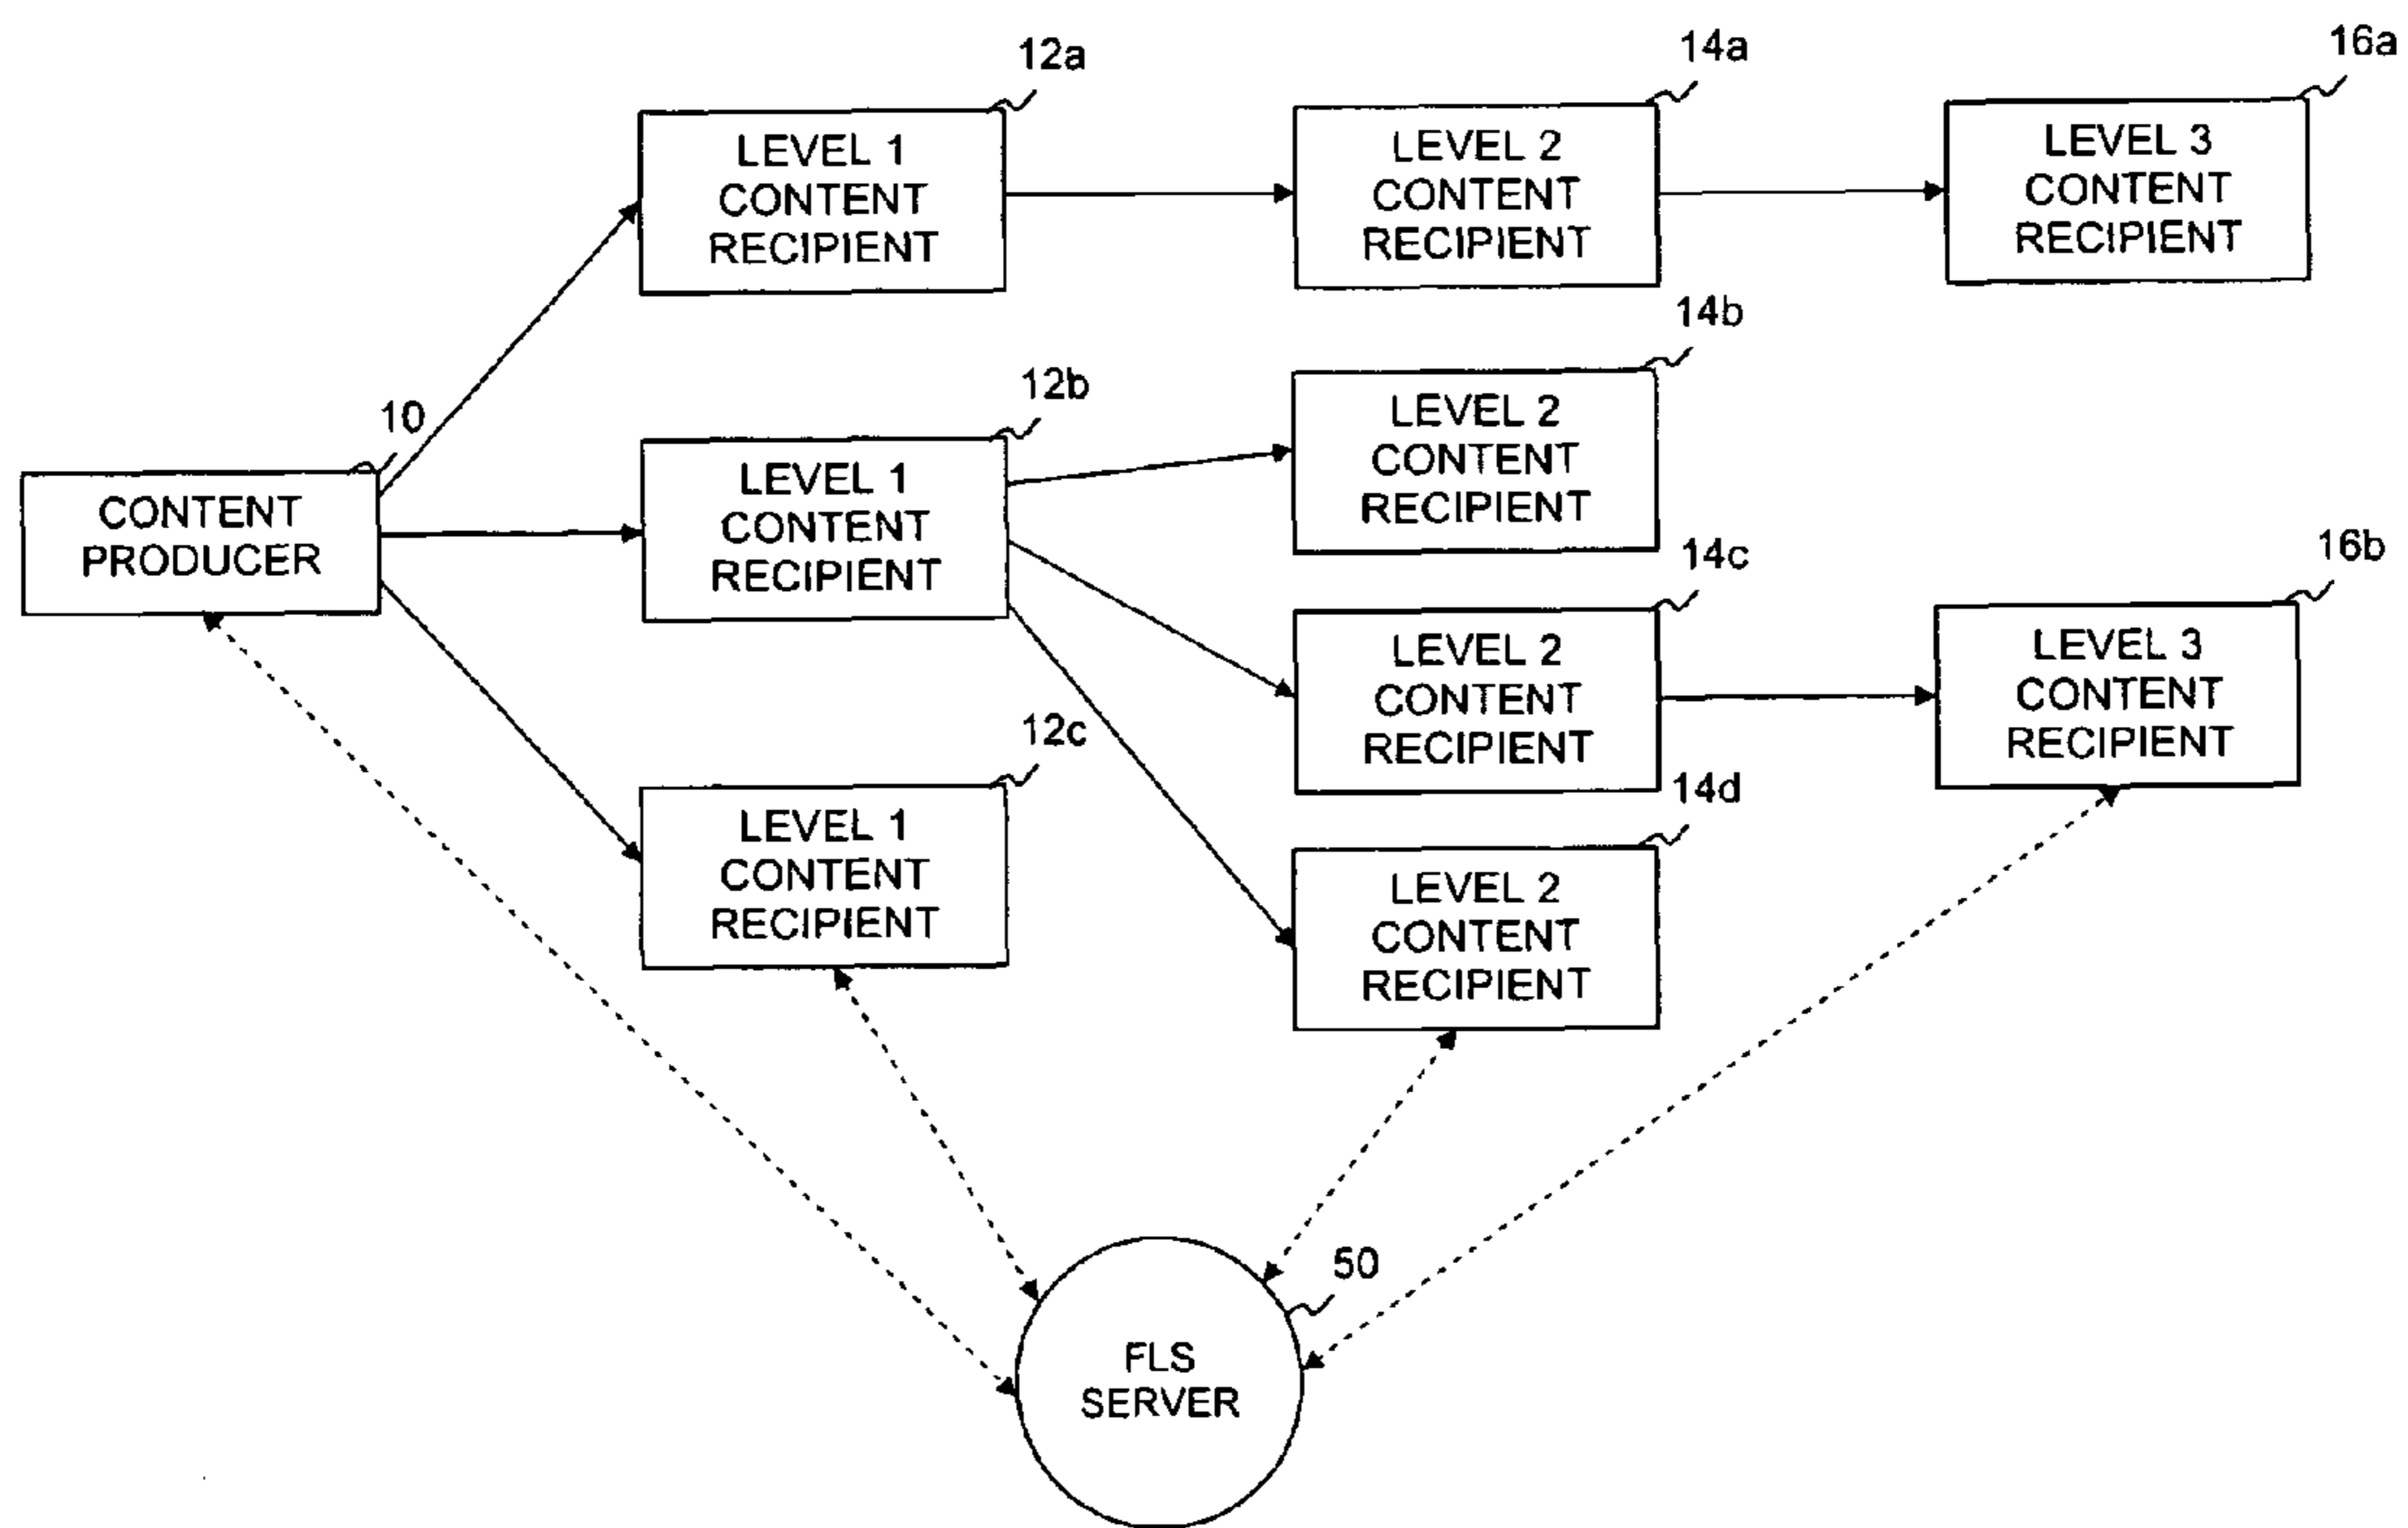 12a
LEVEL 1
CONTENT
RECIPIENT
14a
LEVEL 2
CONTENT
RECIPIENT
16a
LEVEL 3
CONTENT
RECIPIENT
10
CONTENT
PRODUCER
12b
LEVEL 1
CONTENT
RECIPIENT
14b
LEVEL 2
CONTENT
RECIPIENT
14c
LEVEL 2
CONTENT
RECIPIENT
16b
LEVEL 3
CONTENT
RECIPIENT
12c
LEVEL 1
CONTENT
RECIPIENT
14d
LEVEL 2
CONTENT
RECIPIENT
50
FLS
SERVER